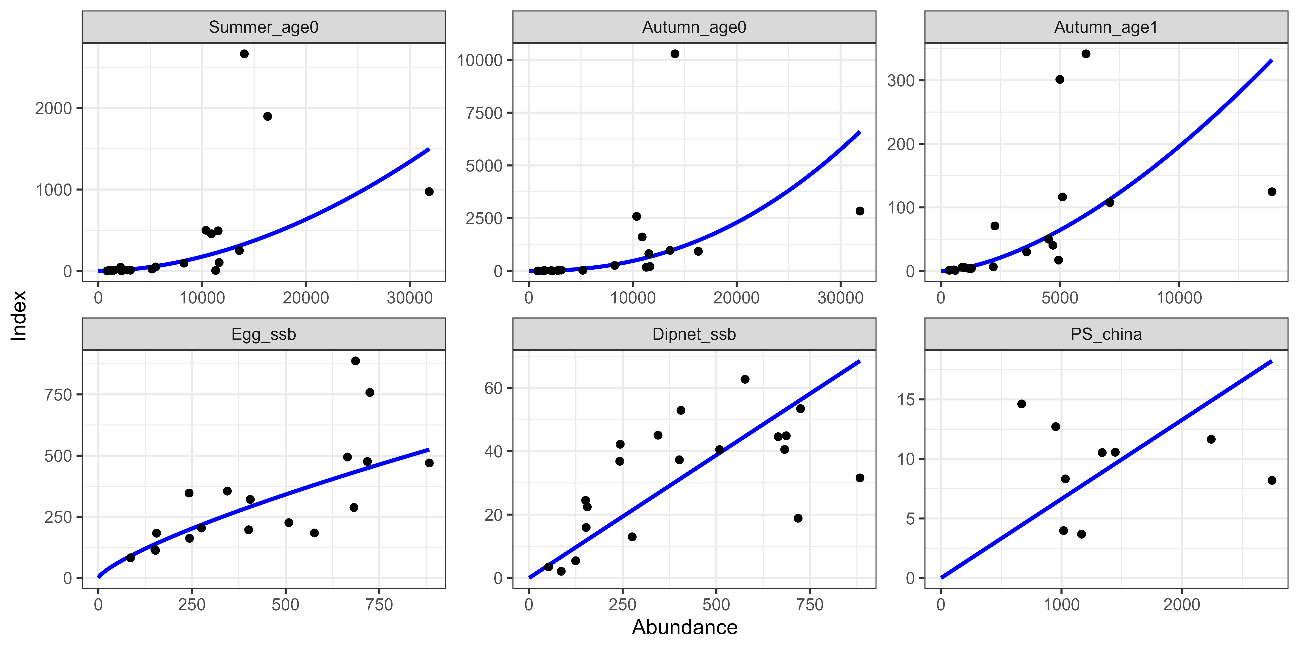 Summer_age0 Autumn_age0 Autumn_age1
2000
1000
0
0 10000 20000 30000
10000
7500
5000
2500
0
0 10000 20000 30000
300
200
100
0
0 5000 10000
Index
Egg_ssb Dipnet_ssb PS_china
750
500
250
0
0 250 500 750
60
40
20
0
0 250 500 750
15
10
5
0
0 1000 2000
Abundance